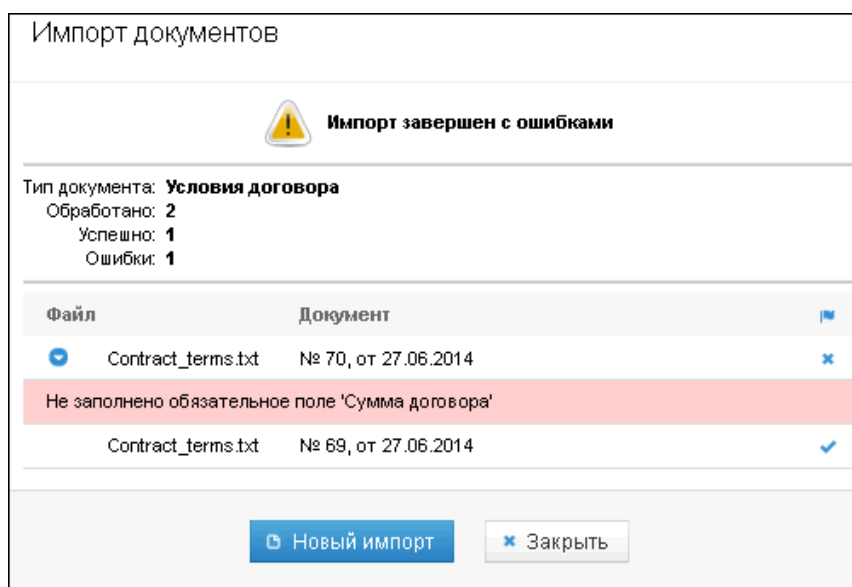 Импорт документов
Импорт завершен с ошибками
Тип документа: Условия договора
Обработано: 2
Успешно: 1
Ошибки: 1
Файл Документ
Contract_terms.txt № 70, от 27.06.2014
Не заполнено обязательное поле 'Сумма договора'
Contract_terms.txt № 69, от 27.06.2014
Новый импорт Закрыть